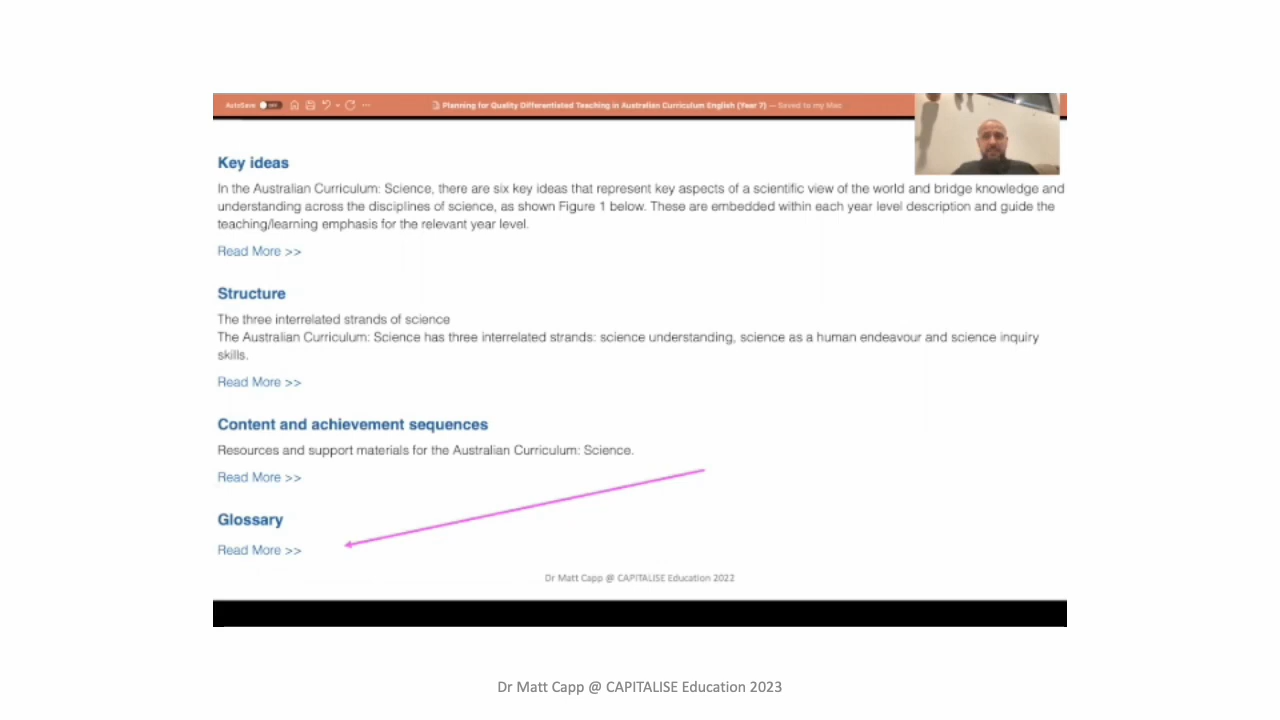 AutoSave OFF
Planning for Quality Differentiated Teaching in Australian Curriculum English (Year 7) — Saved to my Mac
Key ideas
In the Australian Curriculum: Science, there are six key ideas that represent key aspects of a scientific view of the world and bridge knowledge and
understanding across the disciplines of science, as shown Figure 1 below. These are embedded within each year level description and guide the
teaching/learning emphasis for the relevant year level.
Read More >>
Structure
The three interrelated strands of science
The Australian Curriculum: Science has three interrelated strands: science understanding, science as a human endeavour and science inquiry
skills.
Read More >>
Content and achievement sequences
Resources and support materials for the Australian Curriculum: Science.
Read More >>
Glossary
Read More >>
Dr Matt Capp @ CAPITALISE Education 2022
Dr Matt Capp @ CAPITALISE Education 2023